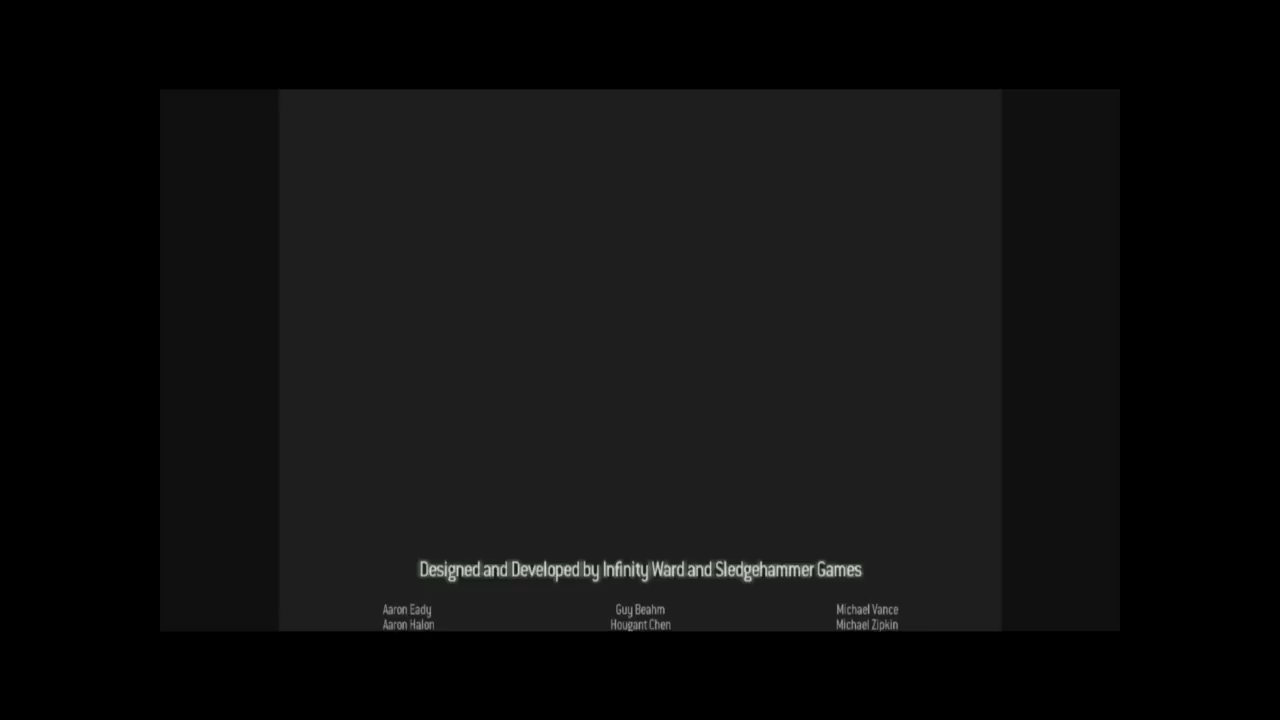 Designed and Developed by Infinity Ward and Sledgehammer Games
Aaron Eady Guy Beahm Michael Vance
Aaron Halon Hougant Chen Michael Zipkin